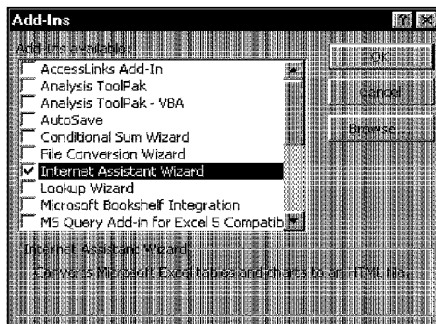 Add-Ins
Add-Ins available:
AccessLinks Add-In
OK
Analysis ToolPak
Analysis ToolPak - VBA
Cancel
AutoSave
Conditional Sum Wizard
Browse...
File Conversion Wizard
Internet Assistant Wizard
Lookup Wizard
Microsoft Bookshelf Integration
MS Query Add-in for Excel 5 Compatib
Internet Assistant Wizard
Converts Microsoft Excel tables and charts to an HTML file.